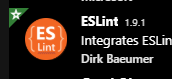 ES
Lint
ESLint 1.9.1
Integrates ESLin
Dirk Baeumer